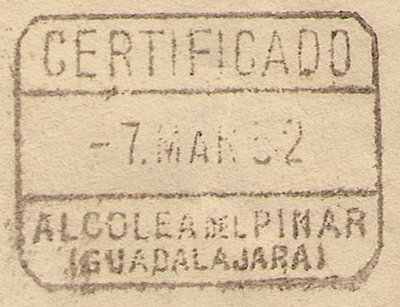 CERTIFICADO
-7.MAR 52
ALCOLEA DEL PINAR
(GUADALAJARA)